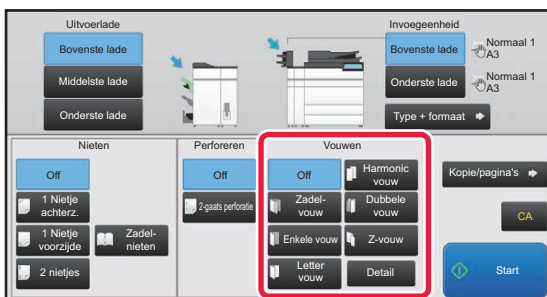 Uitvoerlade
Bovenste lade
Middelste lade
Onderste lade
Invoegeenheid
Bovenste lade
Normaal 1
A3
Onderste lade
Normaal 1
A3
Type + formaat
Nieten
Off
1 Nietje
achterz.
1 Nietje
voorzijde
Zadel-
nieten
2 nietjes
Perforeren
Off
2-gaats perforatie
Vouwen
Off
Harmonic
vouw
Zadel-
vouw
Dubbele
vouw
Enkele vouw
Z-vouw
Letter
vouw
Detail
Kopie/pagina's
CA
Start